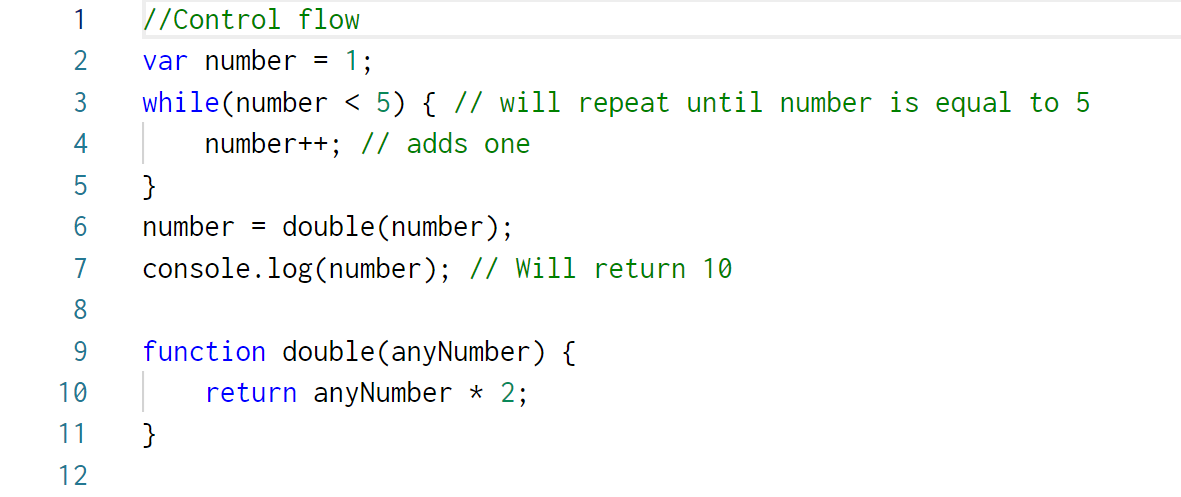 1 //Control flow
2 var number = 1;
3 while(number < 5) { // will repeat until number is equal to 5
4     number++; // adds one
5 }
6 number = double(number);
7 console.log(number); // Will return 10
8
9 function double(anyNumber) {
10     return anyNumber * 2;
11 }
12